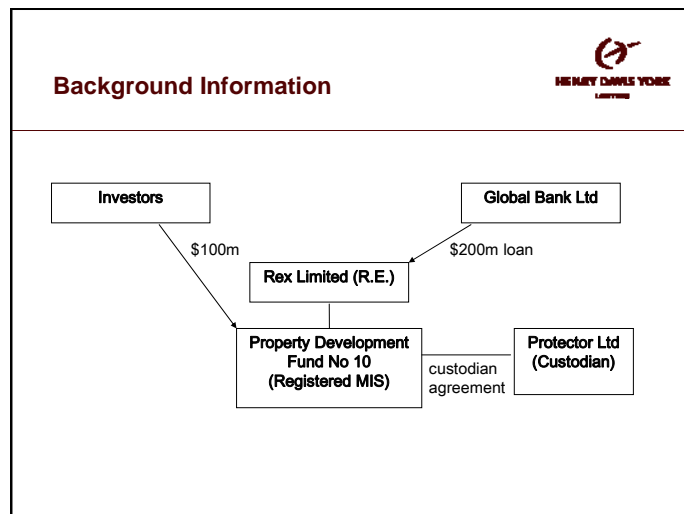 Background Information
HENRY DAVIS YORK
LAWYERS
Investors
Global Bank Ltd
$100m
$200m loan
Rex Limited (R.E.)
Property Development
Fund No 10
(Registered MIS)
Protector Ltd
(Custodian)
custodian
agreement